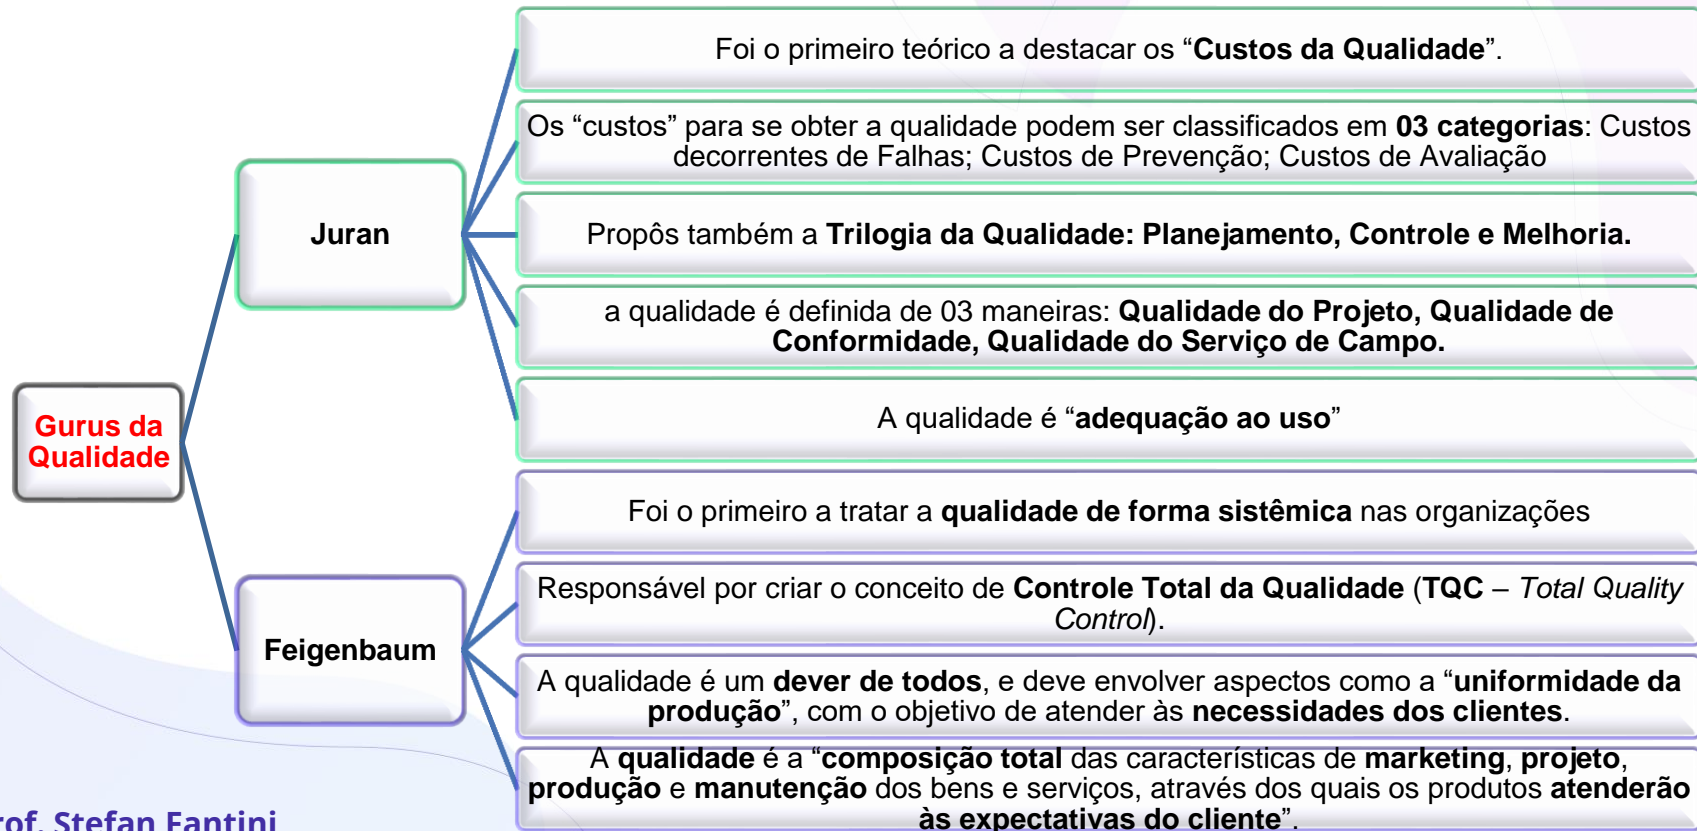 Foi o primeiro teórico a destacar os “Custos da Qualidade”.
Os “custos” para se obter a qualidade podem ser classificados em 03 categorias: Custos
decorrentes de Falhas; Custos de Prevenção; Custos de Avaliação
Juran
Propôs também a Trilogia da Qualidade: Planejamento, Controle e Melhoria.
a qualidade é definida de 03 maneiras: Qualidade do Projeto, Qualidade de
Conformidade, Qualidade do Serviço de Campo.
A qualidade é “adequação ao uso”
Gurus da
Qualidade
Foi o primeiro a tratar a qualidade de forma sistêmica nas organizações
Responsável por criar o conceito de Controle Total da Qualidade (TQC – Total Quality
Control).
Feigenbaum
A qualidade é um dever de todos, e deve envolver aspectos como a “uniformidade da
produção”, com o objetivo de atender às necessidades dos clientes.
A qualidade é a “composição total das características de marketing, projeto,
produção e manutenção dos bens e serviços, através dos quais os produtos atenderão
às expectativas do cliente”.
rof. Stefan Fantini